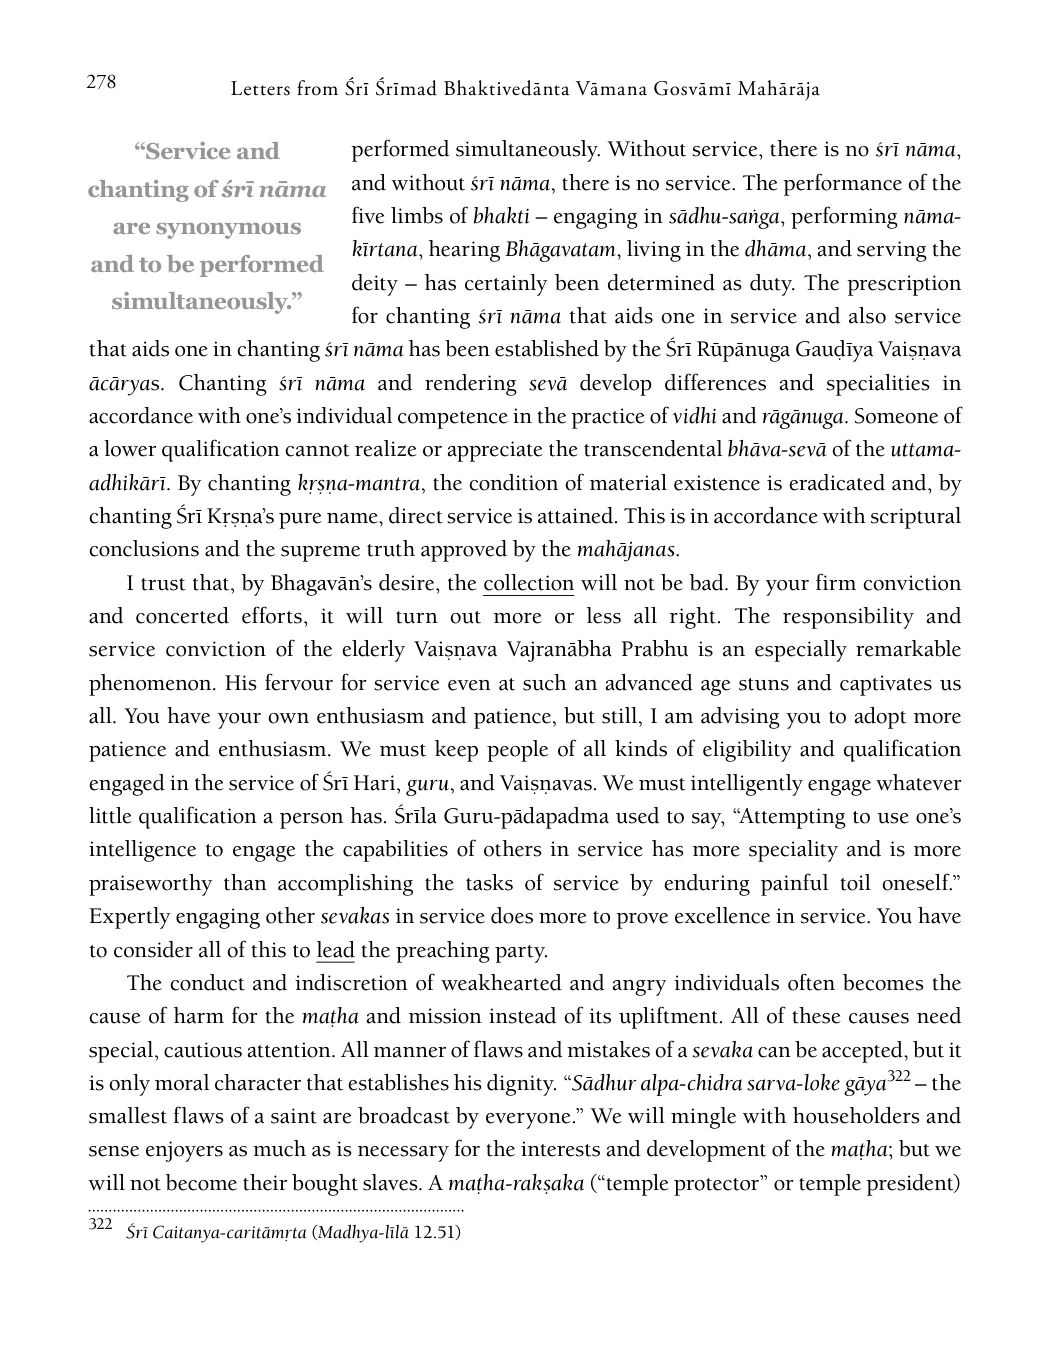 278
Letters from Śrī Śrīmad Bhaktivedānta Vāmana Gosvāmī Mahārāja
“Service and
chanting of śrī nāma
are synonymous
and to be performed
simultaneously.”
performed simultaneously. Without service, there is no śrī nāma,
and without śrī nāma, there is no service. The performance of the
five limbs of bhakti – engaging in sādhu-saṅga, performing nāma-
kīrtana, hearing Bhāgavatam, living in the dhāma, and serving the
deity – has certainly been determined as duty. The prescription
for chanting śrī nāma that aids one in service and also service
that aids one in chanting śrī nāma has been established by the Śrī Rūpānuga Gauḍīya Vaiṣṇava
ācāryas. Chanting śrī nāma and rendering sevā develop differences and specialities in
accordance with one’s individual competence in the practice of vidhi and rāgānuga. Someone of
a lower qualification cannot realize or appreciate the transcendental bhāva-sevā of the uttama-
adhikārī. By chanting kṛṣṇa-mantra, the condition of material existence is eradicated and, by
chanting Śrī Kṛṣṇa’s pure name, direct service is attained. This is in accordance with scriptural
conclusions and the supreme truth approved by the mahājanas.
I trust that, by Bhagavān’s desire, the collection will not be bad. By your firm conviction
and concerted efforts, it will turn out more or less all right. The responsibility and
service conviction of the elderly Vaiṣṇava Vajranābha Prabhu is an especially remarkable
phenomenon. His fervour for service even at such an advanced age stuns and captivates us
all. You have your own enthusiasm and patience, but still, I am advising you to adopt more
patience and enthusiasm. We must keep people of all kinds of eligibility and qualification
engaged in the service of Śrī Hari, guru, and Vaiṣṇavas. We must intelligently engage whatever
little qualification a person has. Śrīla Guru-pādapadma used to say, “Attempting to use one’s
intelligence to engage the capabilities of others in service has more speciality and is more
praiseworthy than accomplishing the tasks of service by enduring painful toil oneself.”
Expertly engaging other sevakas in service does more to prove excellence in service. You have
to consider all of this to lead the preaching party.
The conduct and indiscretion of weakhearted and angry individuals often becomes the
cause of harm for the maṭha and mission instead of its upliftment. All of these causes need
special, cautious attention. All manner of flaws and mistakes of a sevaka can be accepted, but it
is only moral character that establishes his dignity. “Sādhur alpa-chidra sarva-loke gāya322 – the
smallest flaws of a saint are broadcast by everyone.” We will mingle with householders and
sense enjoyers as much as is necessary for the interests and development of the maṭha; but we
will not become their bought slaves. A maṭha-rakṣaka (“temple protector” or temple president)
322 Śrī Caitanya-caritāmṛta (Madhya-līlā 12.51)